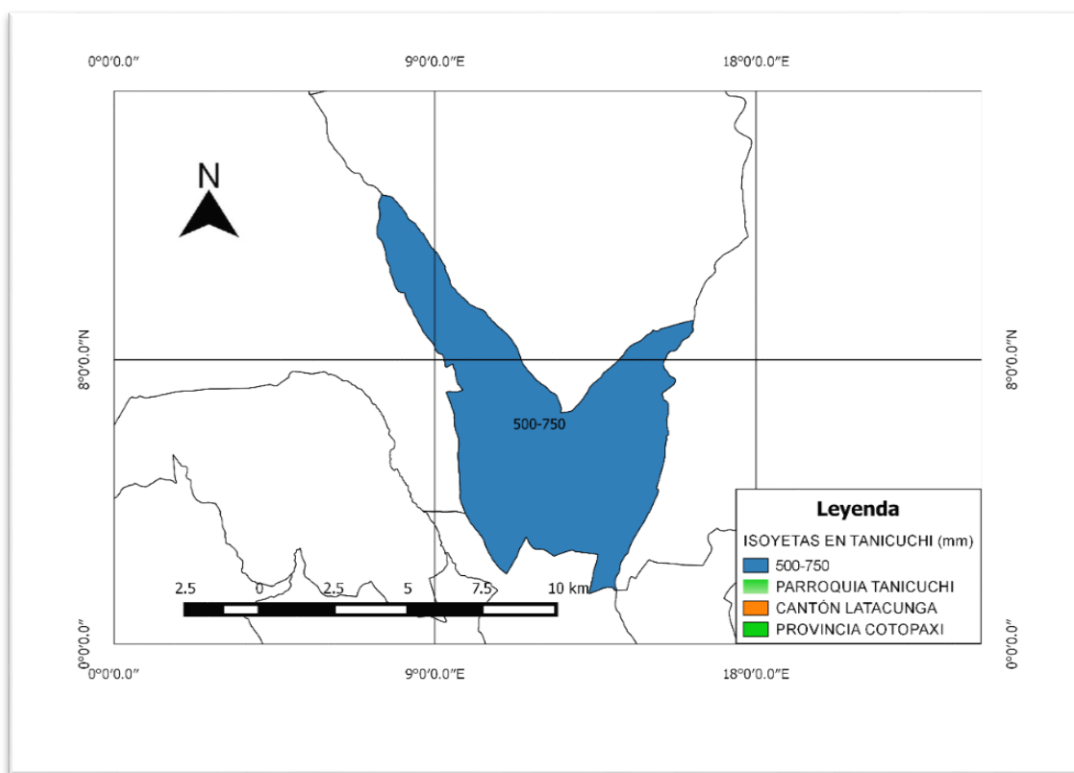 0°0'0.0" 9°0'0.0"E 18°0'0.0"E
N
8°0'0.0"N 8°0'0.0"N
500-750
Leyenda
ISOYETAS EN TANICUCHI (mm)
500-750
PARROQUIA TANICUCHI
CANTÓN LATACUNGA
PROVINCIA COTOPAXI
2.5 0 2.5 5 7.5 10 km
0°0'0.0" 0°0'0.0"
0°0'0.0" 9°0'0.0"E 18°0'0.0"E